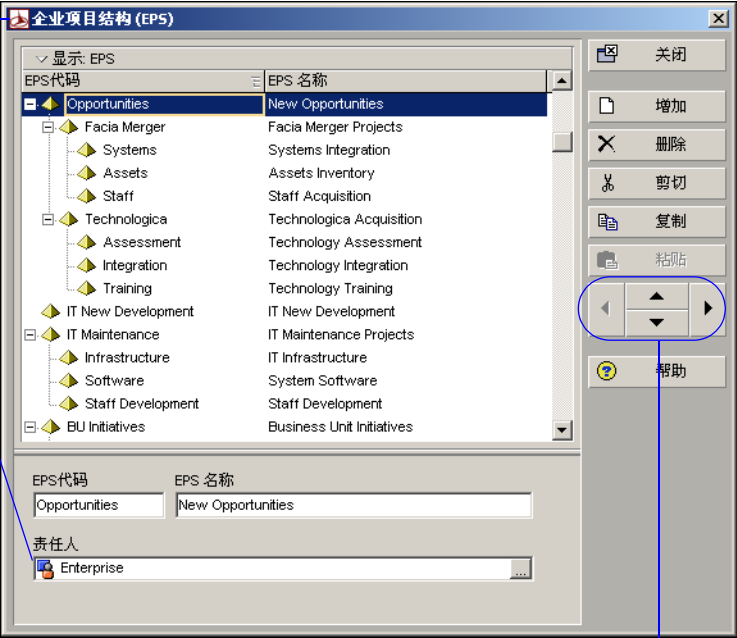 企业项目结构 (EPS)
显示: EPS
EPS代码 EPS 名称
Opportunities New Opportunities
Facia Merger Facia Merger Projects
Systems Systems Integration
Assets Assets Inventory
Staff Staff Acquisition
Technologica Technologica Acquisition
Assessment Technology Assessment
Integration Technology Integration
Training Technology Training
IT New Development IT New Development
IT Maintenance IT Maintenance Projects
Infrastructure IT Infrastructure
Software System Software
Staff Development Staff Development
BU Initiatives Business Unit Initiatives
EPS代码 EPS 名称
Opportunities New Opportunities
责任人
Enterprise ...
关闭
增加
删除
剪切
复制
粘贴
帮助